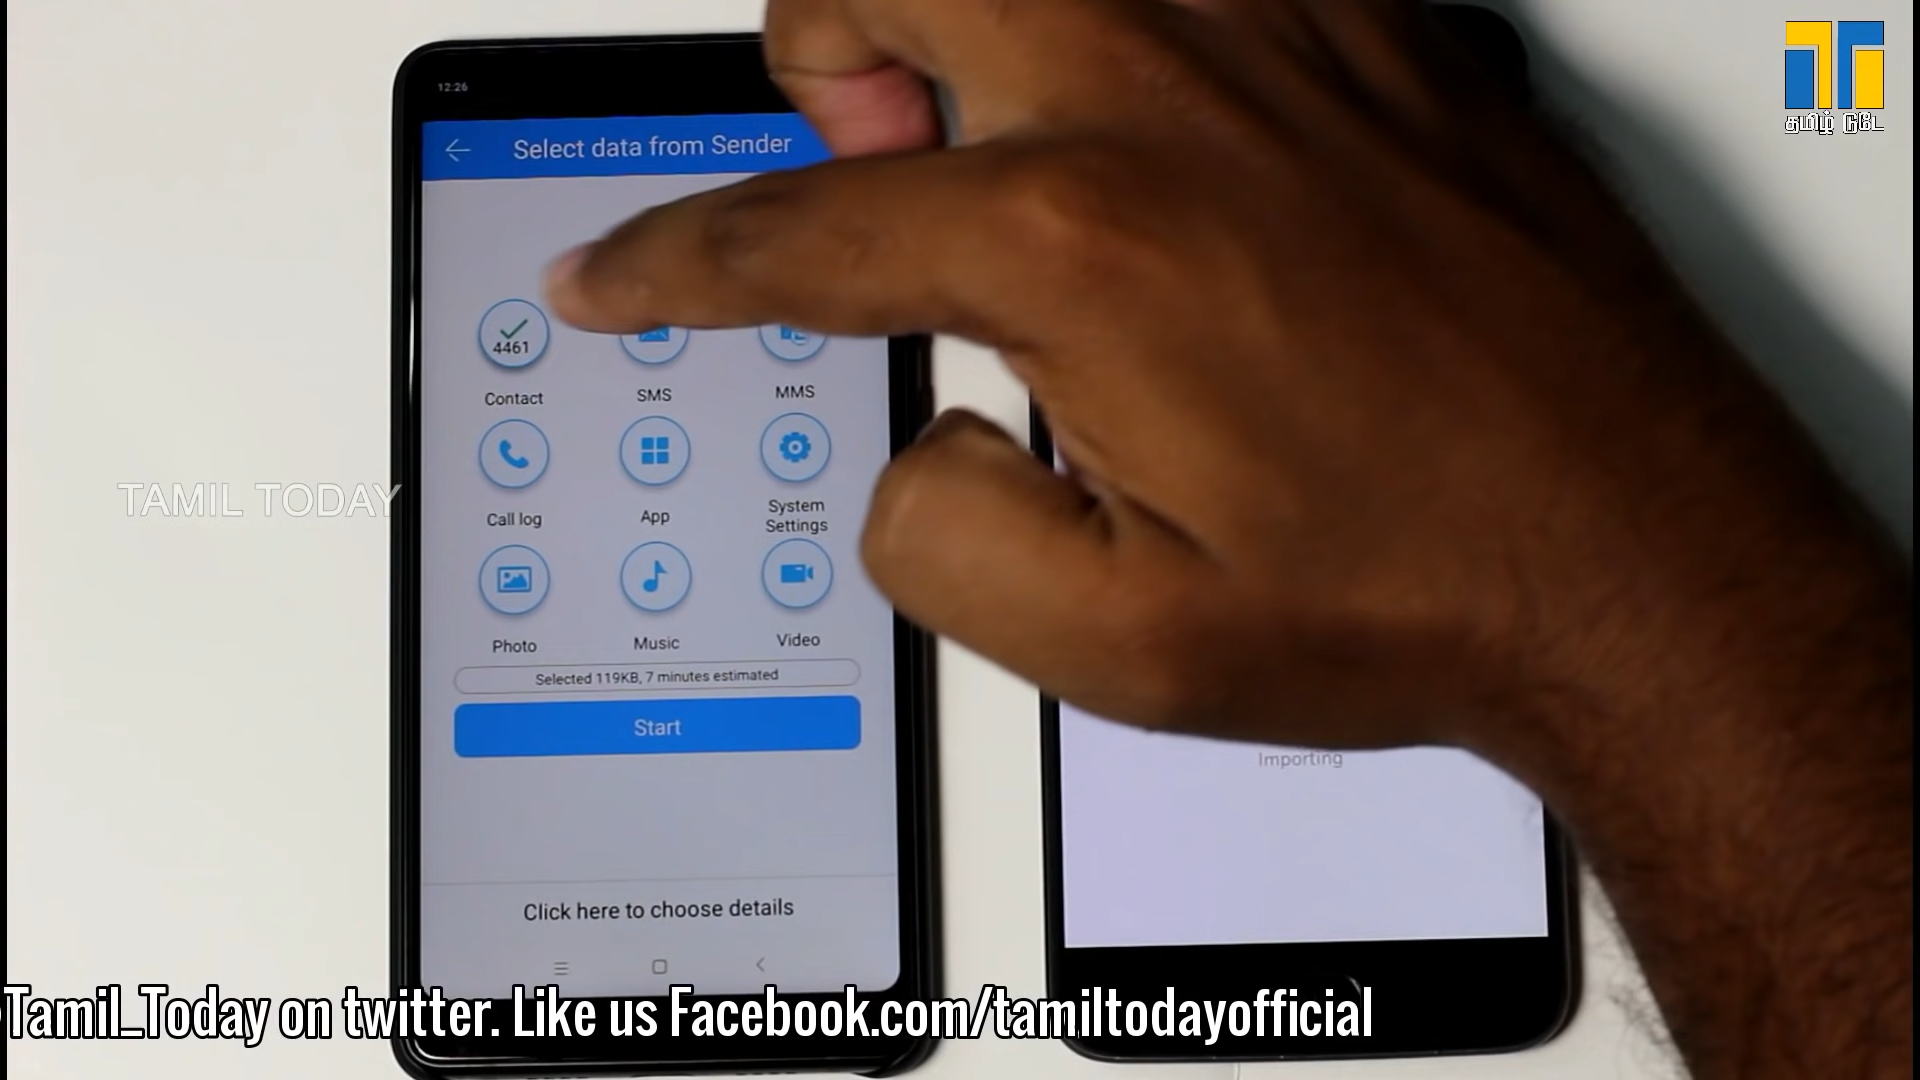 12:26
Select data from Sender
4461
Contact
SMS
MMS
Call log
App
System
Settings
Photo
Music
Video
Selected 119KB, 7 minutes estimated
Start
Click here to choose details
Importing
TAMIL TODAY
தமிழ் டுடே
Tamil_Today on twitter. Like us Facebook.com/tamiltodayofficial